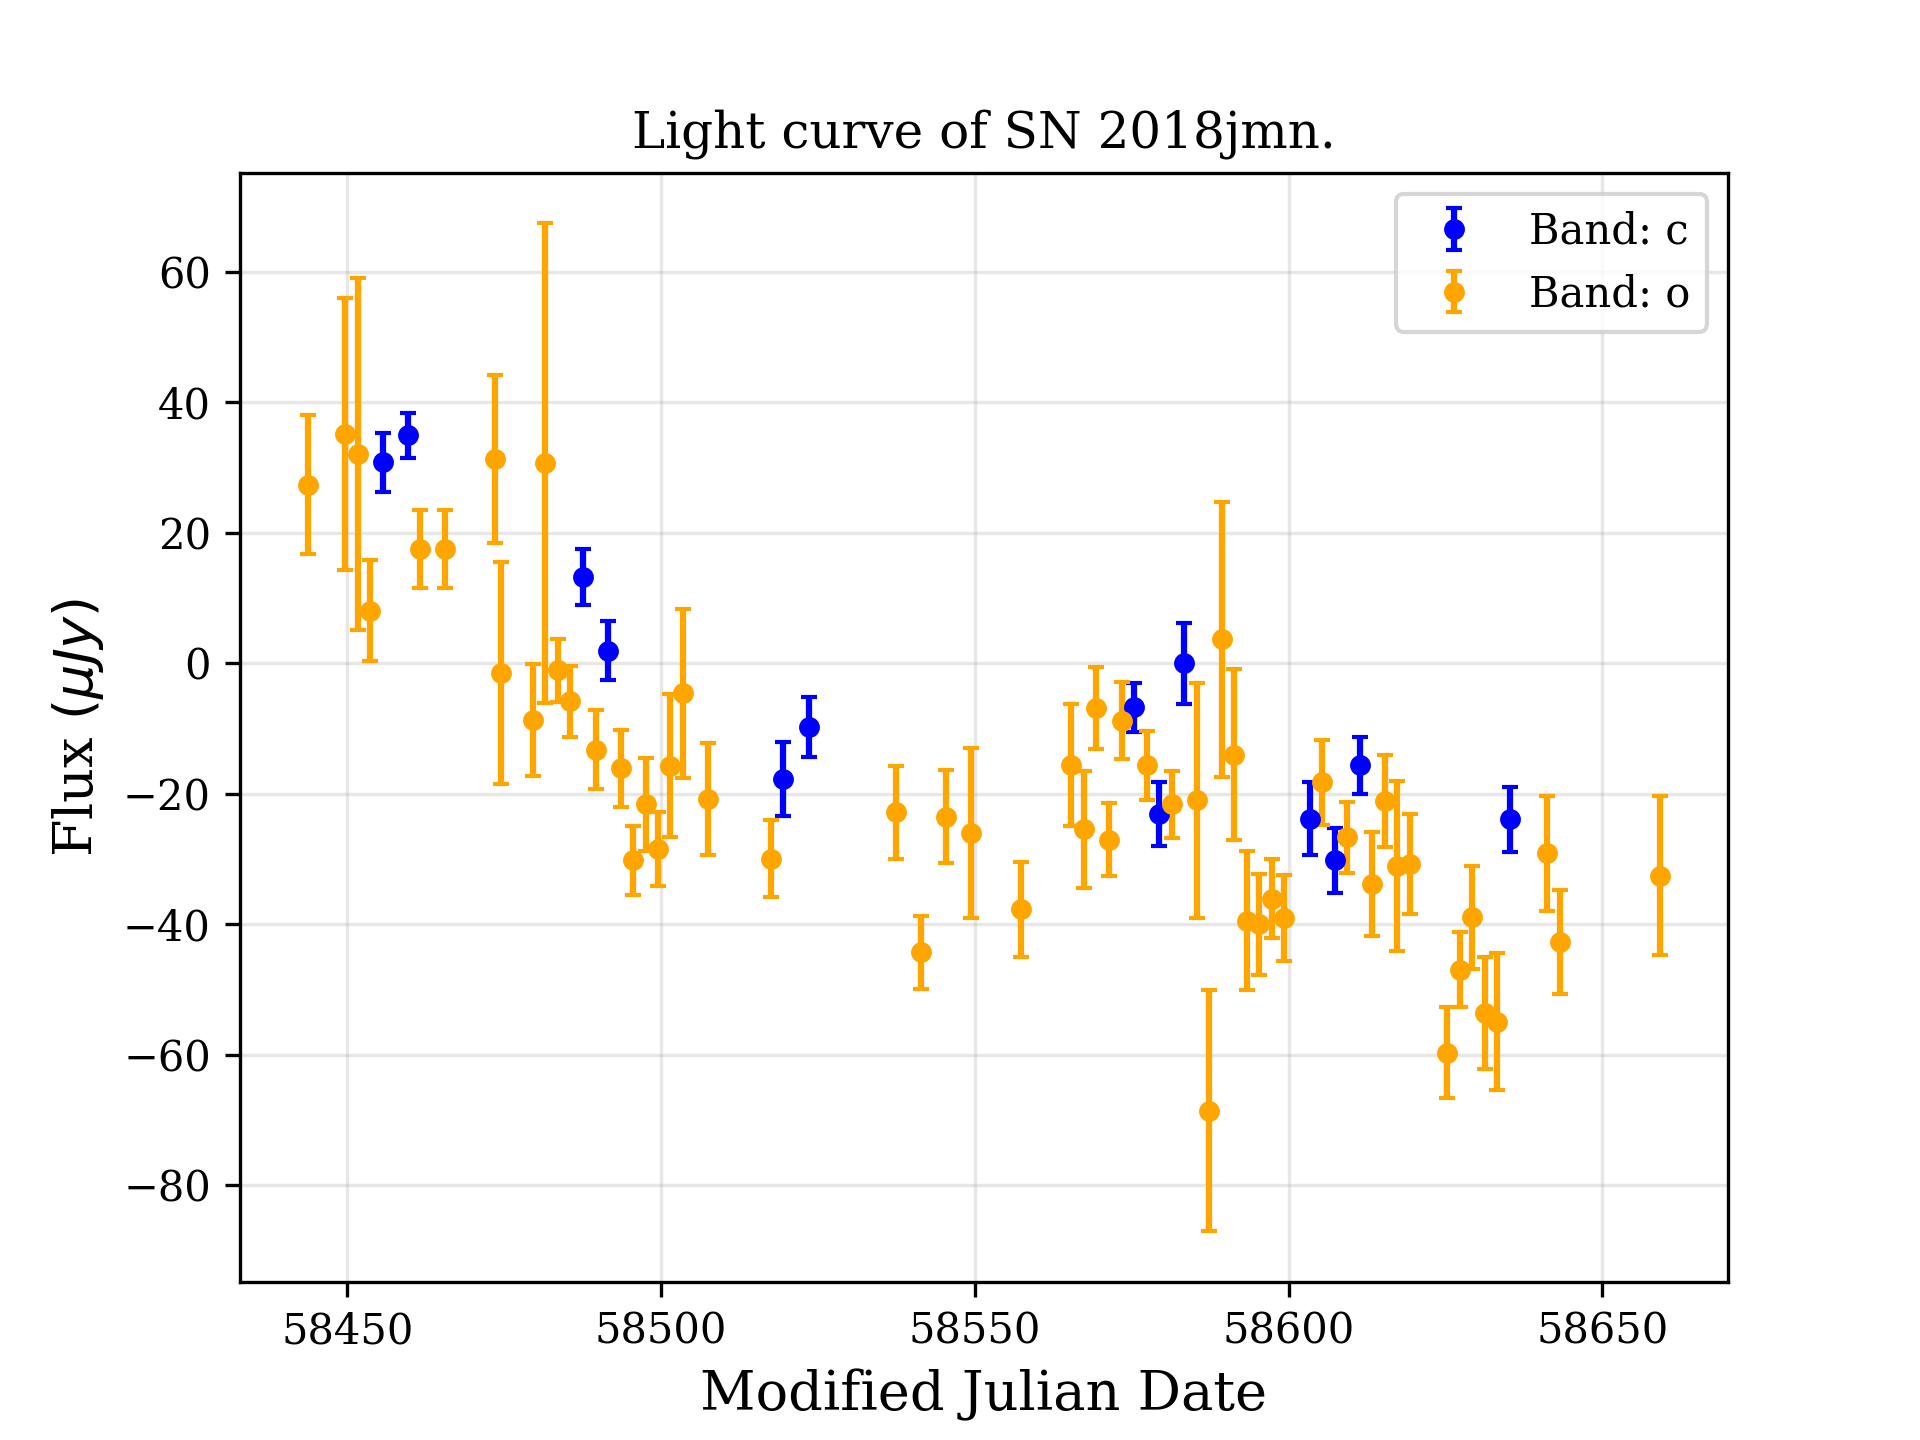 Light curve of SN 2018jmn.
Band: c
Band: o
Flux (μJy)
60
40
20
0
−20
−40
−60
−80
58450 58500 58550 58600 58650
Modified Julian Date